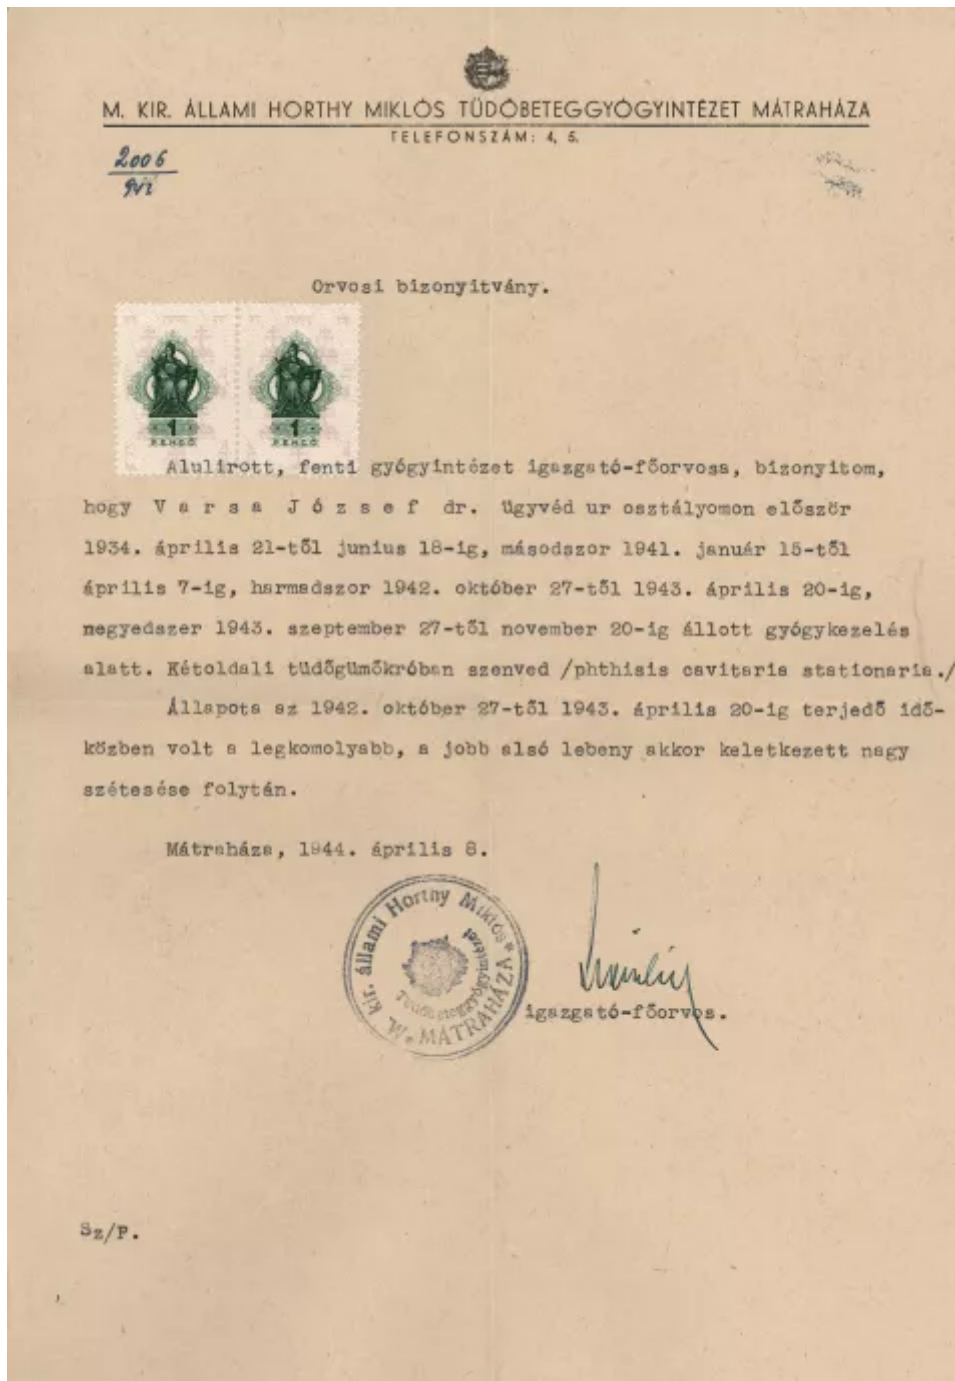 M. KIR. ÁLLAMI HORTHY MIKLÓS TÜDŐBETEGGYÓGYINTÉZET MÁTRAHÁZA
TELEFONSZÁM: 4, 5.
2006
Orvosi bizonyitvány.
1 1
PENGŐ PENGŐ
Alulirott, fenti gyógyintézet igazgató-főorvosa, bizonyitom,
hogy Varsa József dr. ügyvéd ur osztályomon először
1934. április 21-től junius 18-ig, másodszor 1941. január 15-től
április 7-ig, harmadszor 1942. október 27-től 1943. április 20-ig,
negyedszer 1943. szeptember 27-től november 20-ig állott gyógykezelés
alatt. Kétoldali tüdőgümőkróban szenved /phthisis cavitaria stationaria./
Állapota az 1942. október 27-től 1943. április 20-ig terjedő idő-
közben volt a legkomolyabb, a jobb alsó lebeny akkor keletkezett nagy
szétesése folytán.
Mátraháza, 1944. április 8.
M. kir. állami Horthy Miklós * MÁTRAHÁZA *
Tüdőbeteggyógyintézet
igazgató-főorvos.
Sz/P.